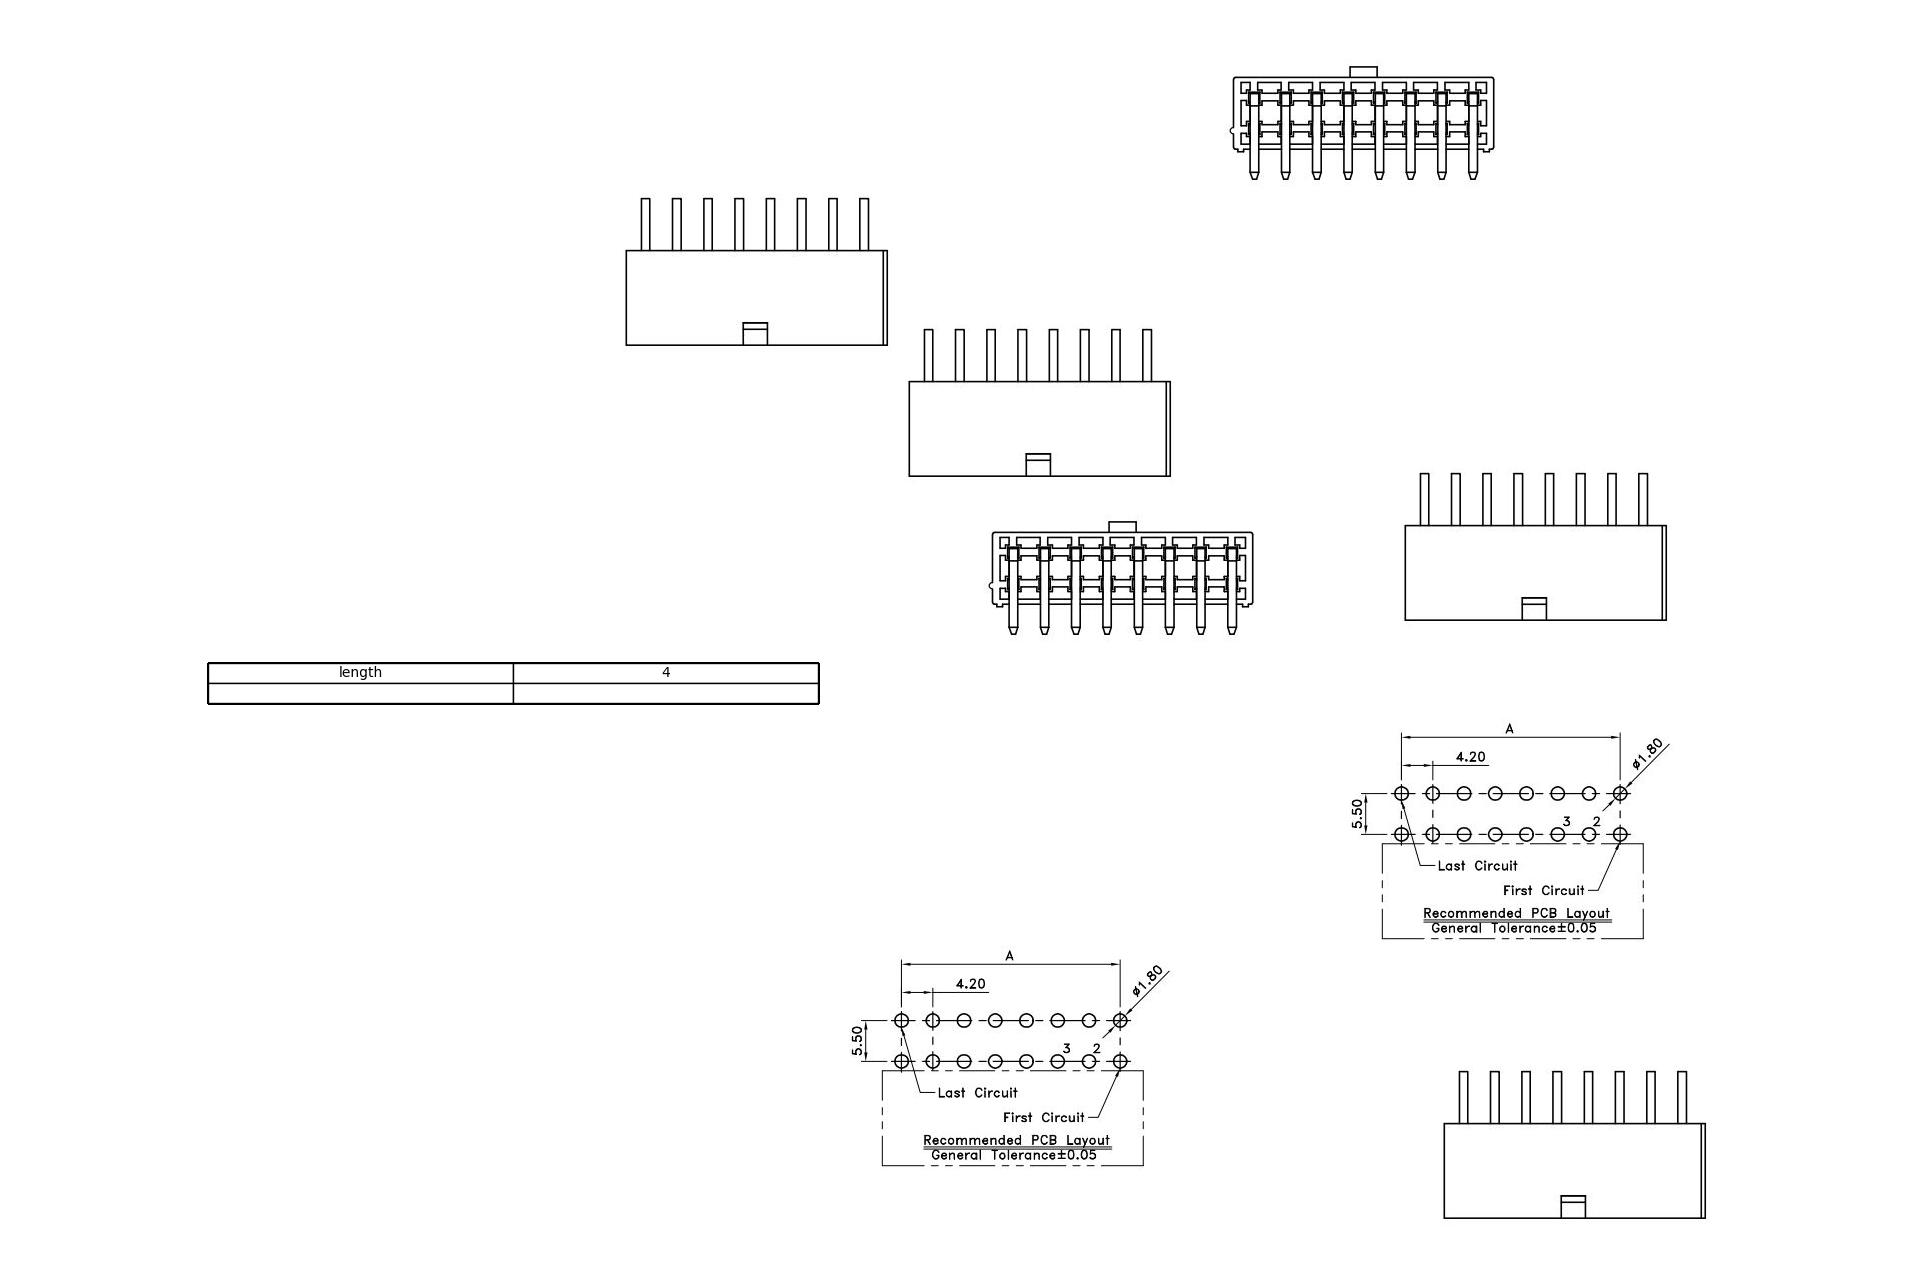 length 4
A
4.20
ø1.80
5.50
3 2
Last Circuit
First Circuit
Recommended PCB Layout
General Tolerance±0.05
A
4.20
ø1.80
5.50
3 2
Last Circuit
First Circuit
Recommended PCB Layout
General Tolerance±0.05